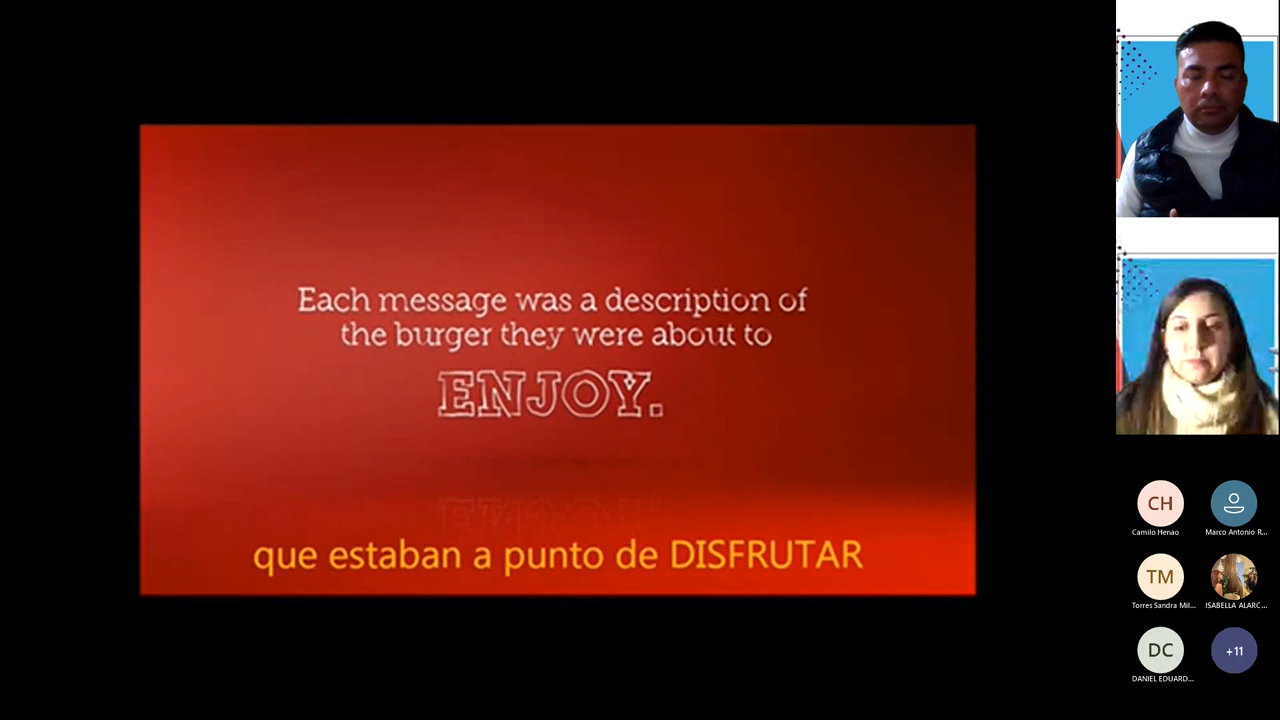 Each message was a description of
the burger they were about to
ENJOY.
que estaban a punto de DISFRUTAR
CH
Camilo Henao
Marco Antonio R...
TM
Torres Sandra Mil...
ISABELLA ALARC...
DC
DANIEL EDUARD...
+11